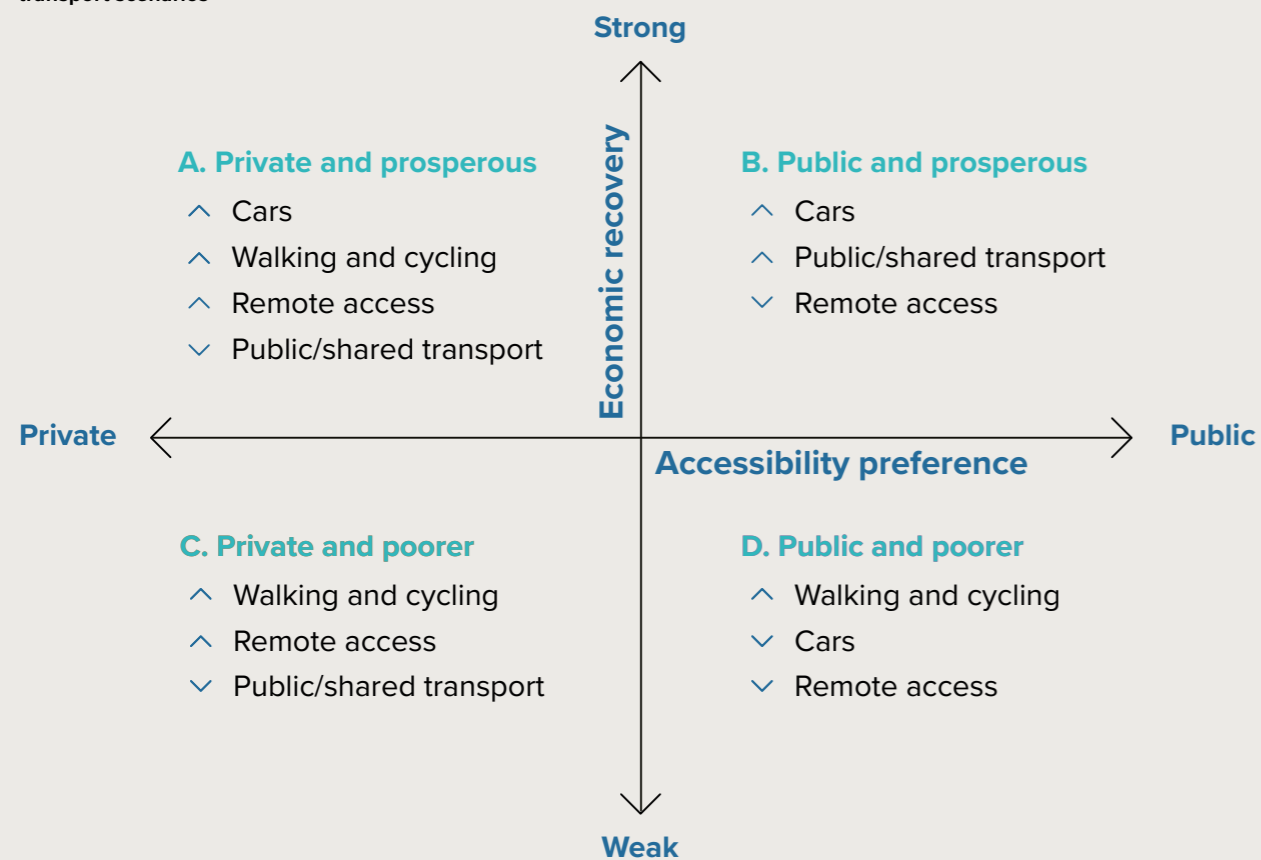 transport scenarios
Strong
Economic recovery
A. Private and prosperous
Cars
Walking and cycling
Remote access
Public/shared transport
B. Public and prosperous
Cars
Public/shared transport
Remote access
Private
Public
Accessibility preference
C. Private and poorer
Walking and cycling
Remote access
Public/shared transport
D. Public and poorer
Walking and cycling
Cars
Remote access
Weak